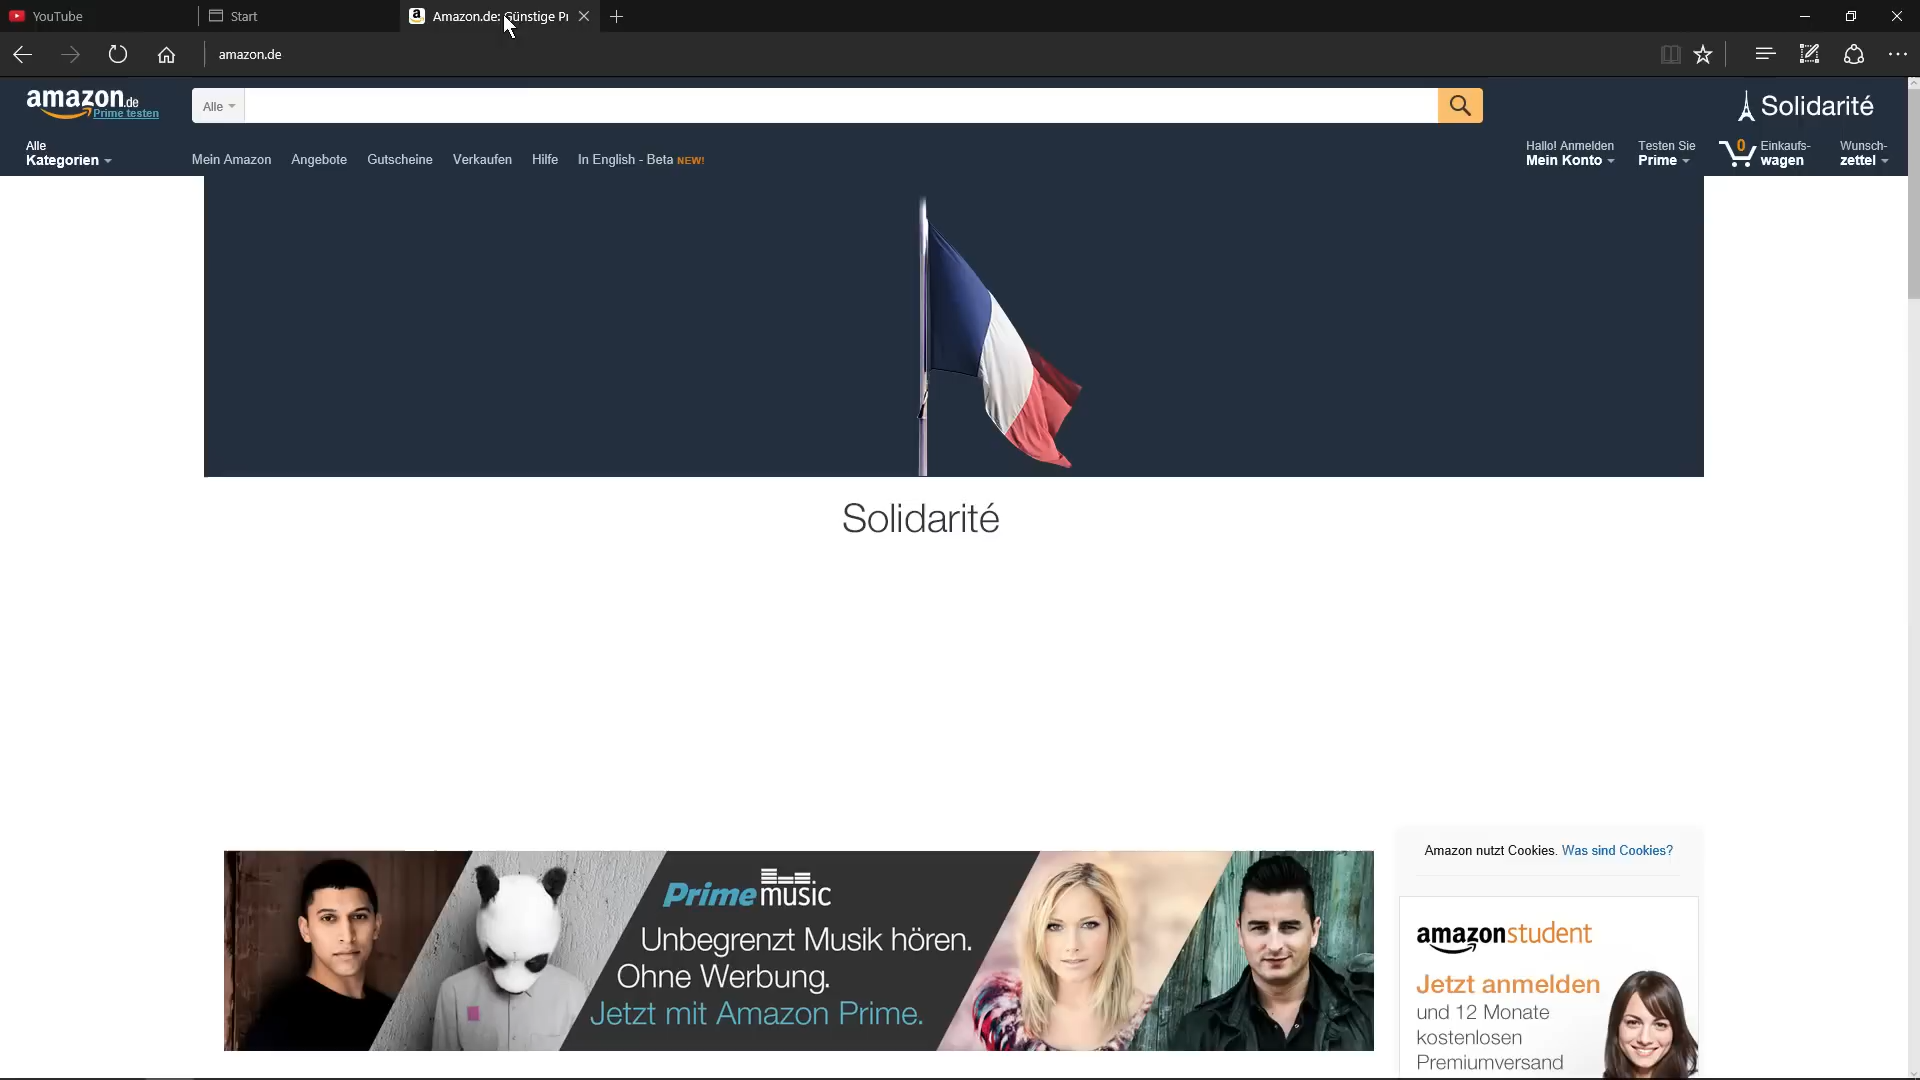 YouTube
Start
Amazon.de: Günstige Pr
amazon.de
amazon.de
Prime testen
Alle
Solidarité
Alle
Kategorien
Mein Amazon
Angebote
Gutscheine
Verkaufen
Hilfe
In English - Beta NEW!
Hallo! Anmelden
Mein Konto
Testen Sie
Prime
0
Einkaufs-
wagen
Wunsch-
zettel
Solidarité
Prime music
Unbegrenzt Musik hören.
Ohne Werbung.
Jetzt mit Amazon Prime.
Amazon nutzt Cookies. Was sind Cookies?
amazonstudent
Jetzt anmelden
und 12 Monate
kostenlosen
Premiumversand